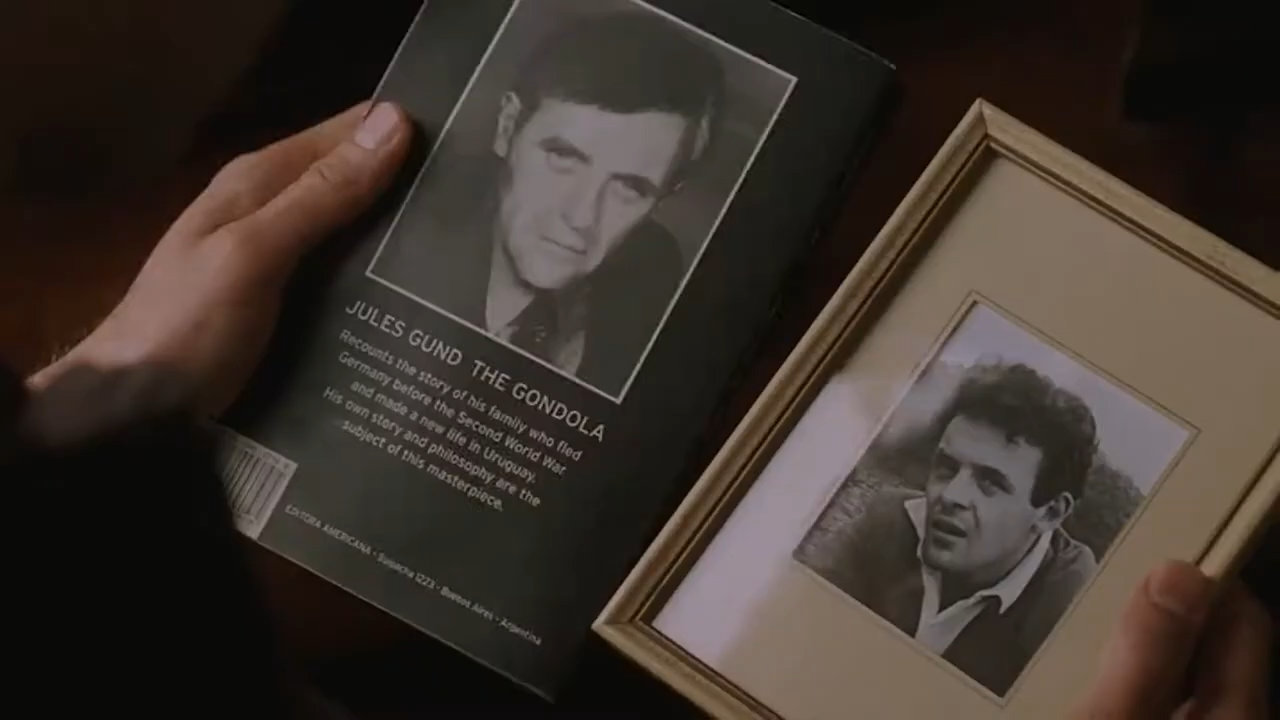 JULES GUND THE GONDOLA
Recounts the story of his family who fled
Germany before the Second World War,
and made a new life in Uruguay.
His own story and philosophy are the
subject of this masterpiece.
EDITORA AMERICANA · Suipacha 1223 · Buenos Aires · Argentina